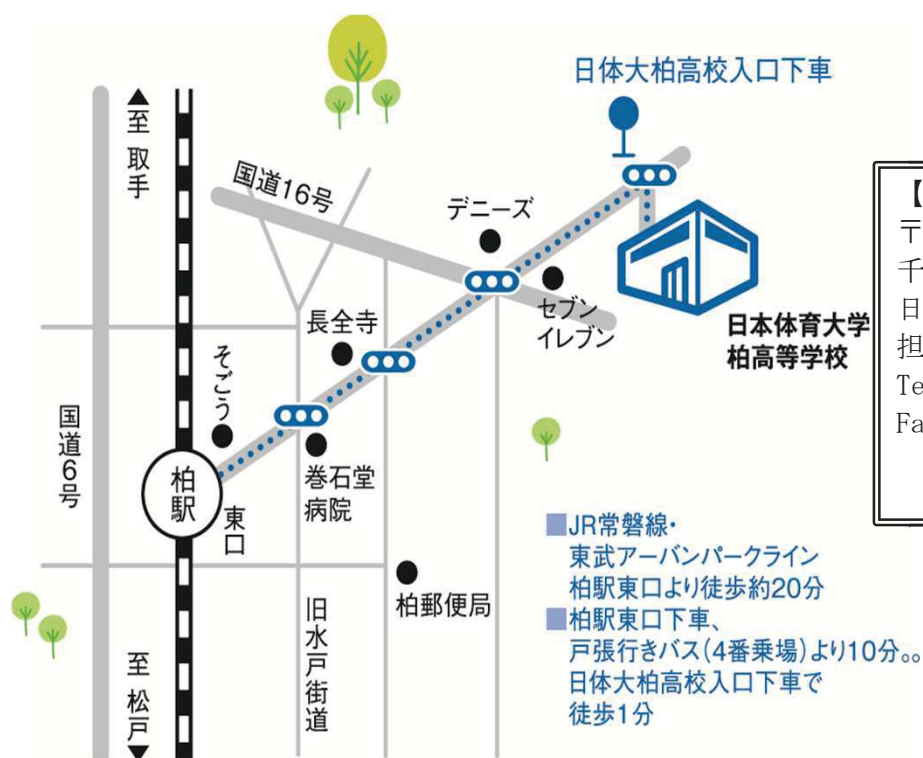 日体大柏高校入口下車
▲至 取手
国道16号
デニーズ
セブン
イレブン
日本体育大学
柏高等学校
長全寺
そごう
国道6号
柏駅
東口
巻石堂
病院
柏郵便局
旧水戸街道
至 松戸▼
■JR常磐線・
東武アーバンパークライン
柏駅東口より徒歩約20分
■柏駅東口下車、
戸張行きバス(4番乗場)より10分。。
日体大柏高校入口下車で
徒歩1分
【
〒
千
日
担
Te
Fa